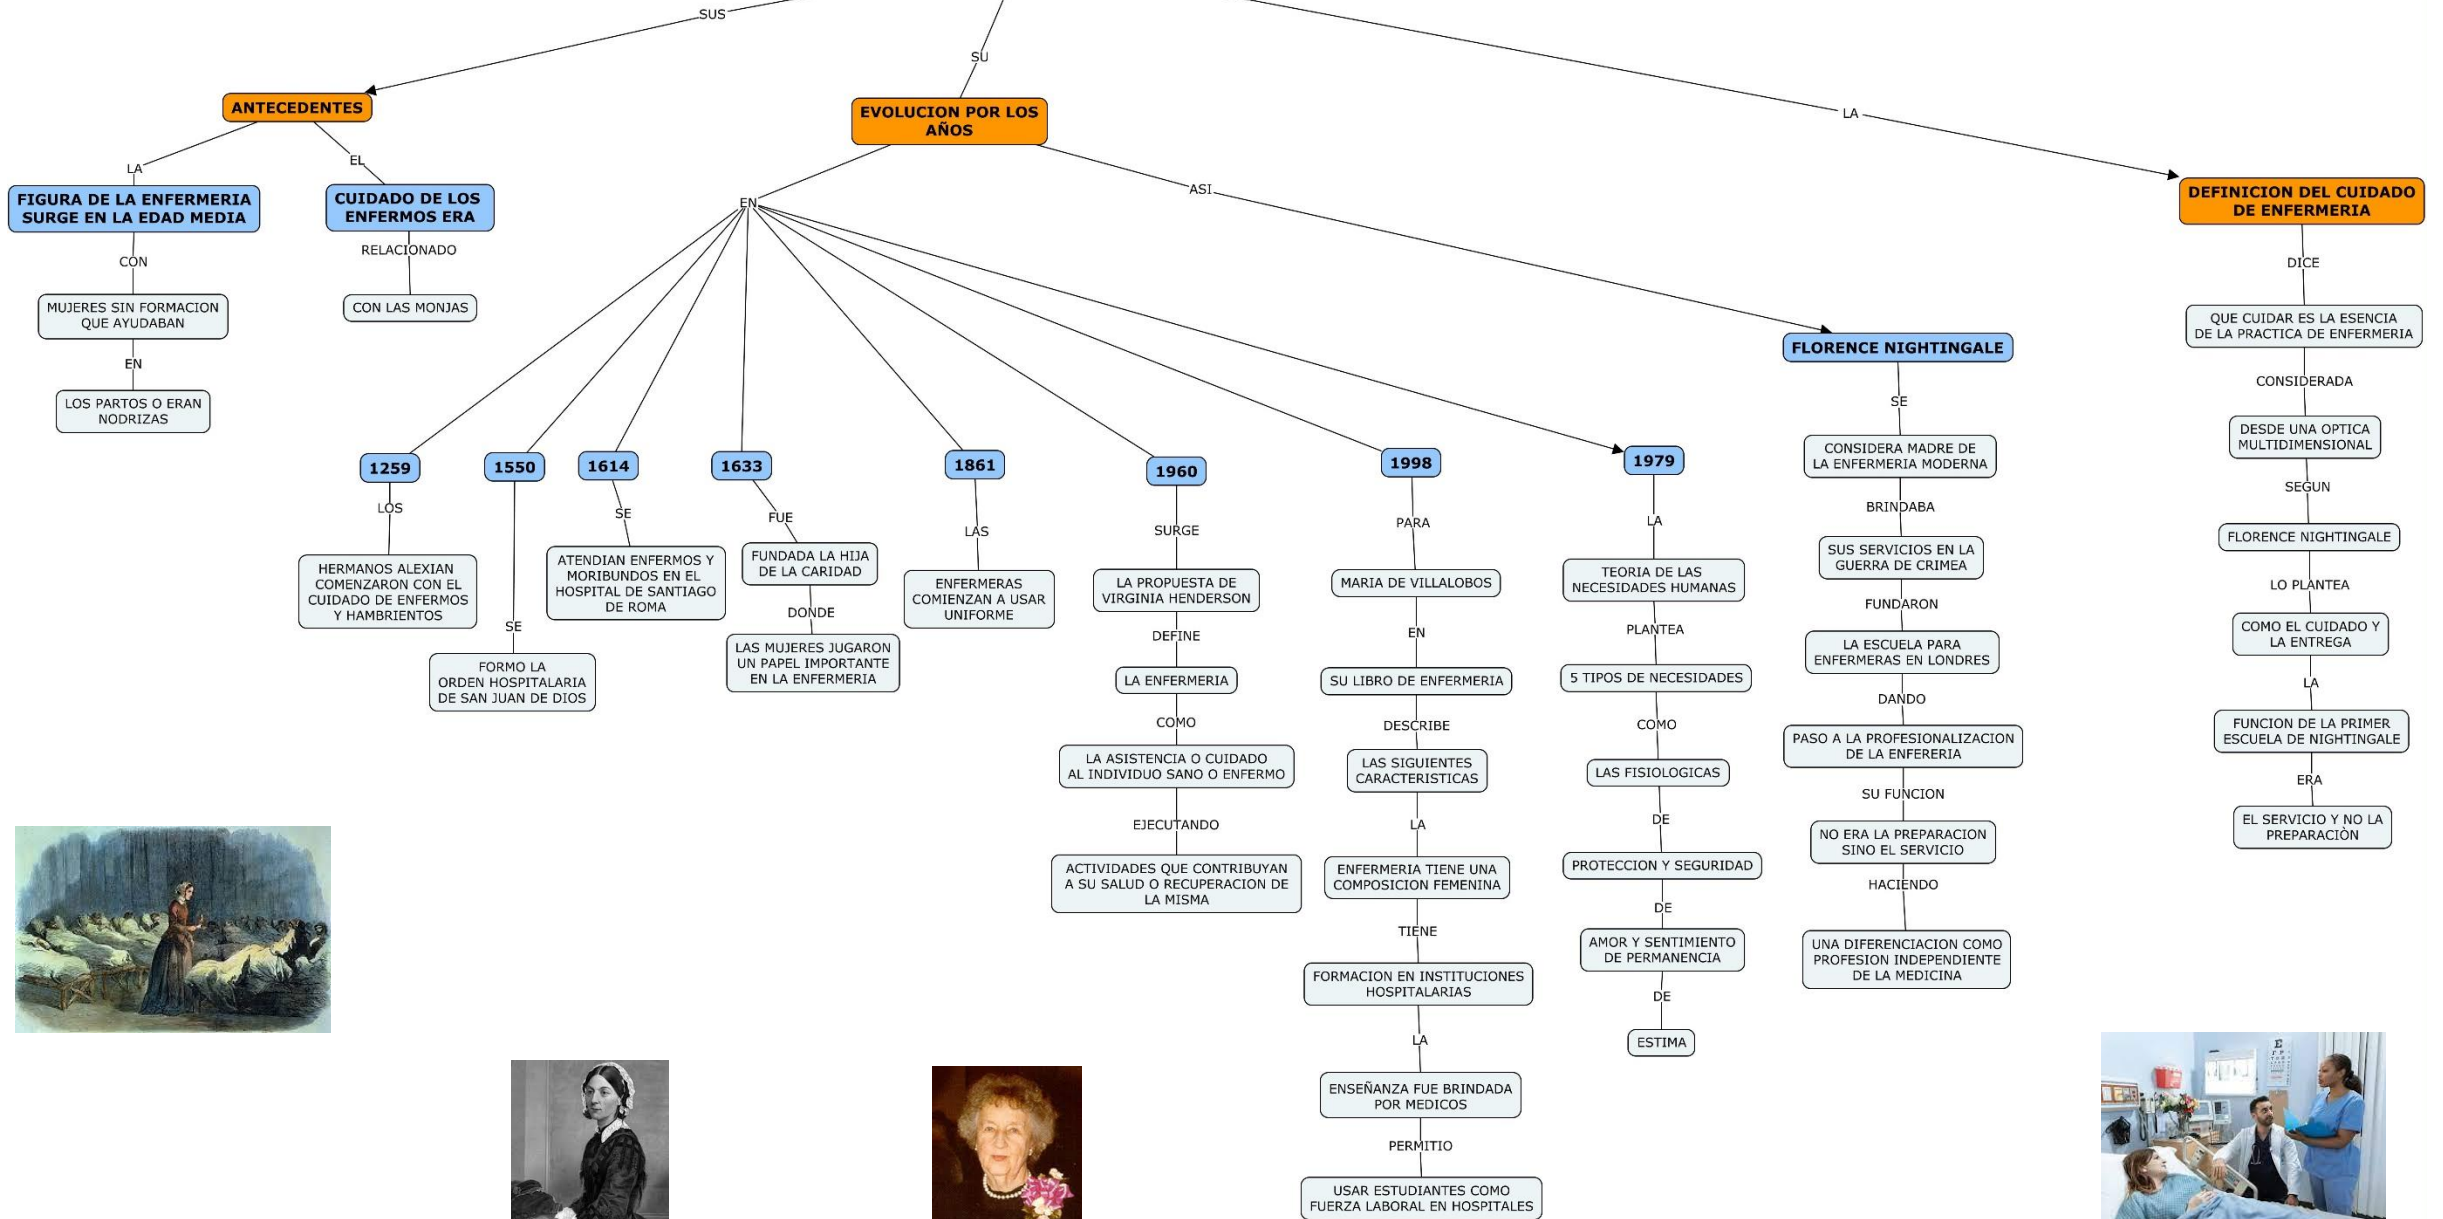 SUS
SU
LA
ANTECEDENTES
LA
EL
FIGURA DE LA ENFERMERIA
SURGE EN LA EDAD MEDIA
CON
MUJERES SIN FORMACION
QUE AYUDABAN
EN
LOS PARTOS O ERAN
NODRIZAS
CUIDADO DE LOS
ENFERMOS ERA
RELACIONADO
CON LAS MONJAS
EVOLUCION POR LOS
AÑOS
EN
ASI
1259
LOS
HERMANOS ALEXIAN
COMENZARON CON EL
CUIDADO DE ENFERMOS
Y HAMBRIENTOS
1550
SE
FORMO LA
ORDEN HOSPITALARIA
DE SAN JUAN DE DIOS
1614
SE
ATENDIAN ENFERMOS Y
MORIBUNDOS EN EL
HOSPITAL DE SANTIAGO
DE ROMA
1633
FUE
FUNDADA LA HIJA
DE LA CARIDAD
DONDE
LAS MUJERES JUGARON
UN PAPEL IMPORTANTE
EN LA ENFERMERIA
1861
LAS
ENFERMERAS
COMIENZAN A USAR
UNIFORME
1960
SURGE
LA PROPUESTA DE
VIRGINIA HENDERSON
DEFINE
LA ENFERMERIA
COMO
LA ASISTENCIA O CUIDADO
AL INDIVIDUO SANO O ENFERMO
EJECUTANDO
ACTIVIDADES QUE CONTRIBUYAN
A SU SALUD O RECUPERACION DE
LA MISMA
1998
PARA
MARIA DE VILLALOBOS
EN
SU LIBRO DE ENFERMERIA
DESCRIBE
LAS SIGUIENTES
CARACTERISTICAS
LA
ENFERMERIA TIENE UNA
COMPOSICION FEMENINA
TIENE
FORMACION EN INSTITUCIONES
HOSPITALARIAS
LA
ENSEÑANZA FUE BRINDADA
POR MEDICOS
PERMITIO
USAR ESTUDIANTES COMO
FUERZA LABORAL EN HOSPITALES
1979
LA
TEORIA DE LAS
NECESIDADES HUMANAS
PLANTEA
5 TIPOS DE NECESIDADES
COMO
LAS FISIOLOGICAS
DE
PROTECCION Y SEGURIDAD
DE
AMOR Y SENTIMIENTO
DE PERMANENCIA
DE
ESTIMA
FLORENCE NIGHTINGALE
SE
CONSIDERA MADRE DE
LA ENFERMERIA MODERNA
BRINDABA
SUS SERVICIOS EN LA
GUERRA DE CRIMEA
FUNDARON
LA ESCUELA PARA
ENFERMERAS EN LONDRES
DANDO
PASO A LA PROFESIONALIZACION
DE LA ENFERERIA
SU FUNCION
NO ERA LA PREPARACION
SINO EL SERVICIO
HACIENDO
UNA DIFERENCIACION COMO
PROFESION INDEPENDIENTE
DE LA MEDICINA
DEFINICION DEL CUIDADO
DE ENFERMERIA
DICE
QUE CUIDAR ES LA ESENCIA
DE LA PRACTICA DE ENFERMERIA
CONSIDERADA
DESDE UNA OPTICA
MULTIDIMENSIONAL
SEGUN
FLORENCE NIGHTINGALE
LO PLANTEA
COMO EL CUIDADO Y
LA ENTREGA
LA
FUNCION DE LA PRIMER
ESCUELA DE NIGHTINGALE
ERA
EL SERVICIO Y NO LA
PREPARACIÒN